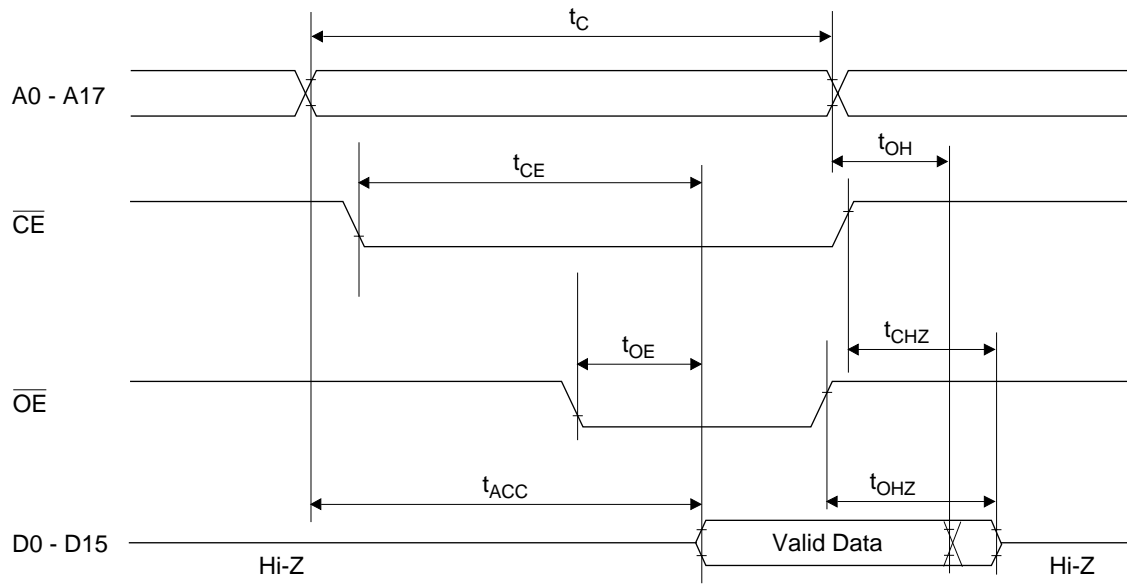 tC
A0 - A17
tOH
tCE
CE
tCHZ
tOE
OE
tACC
tOHZ
D0 - D15
Valid Data
Hi-Z
Hi-Z